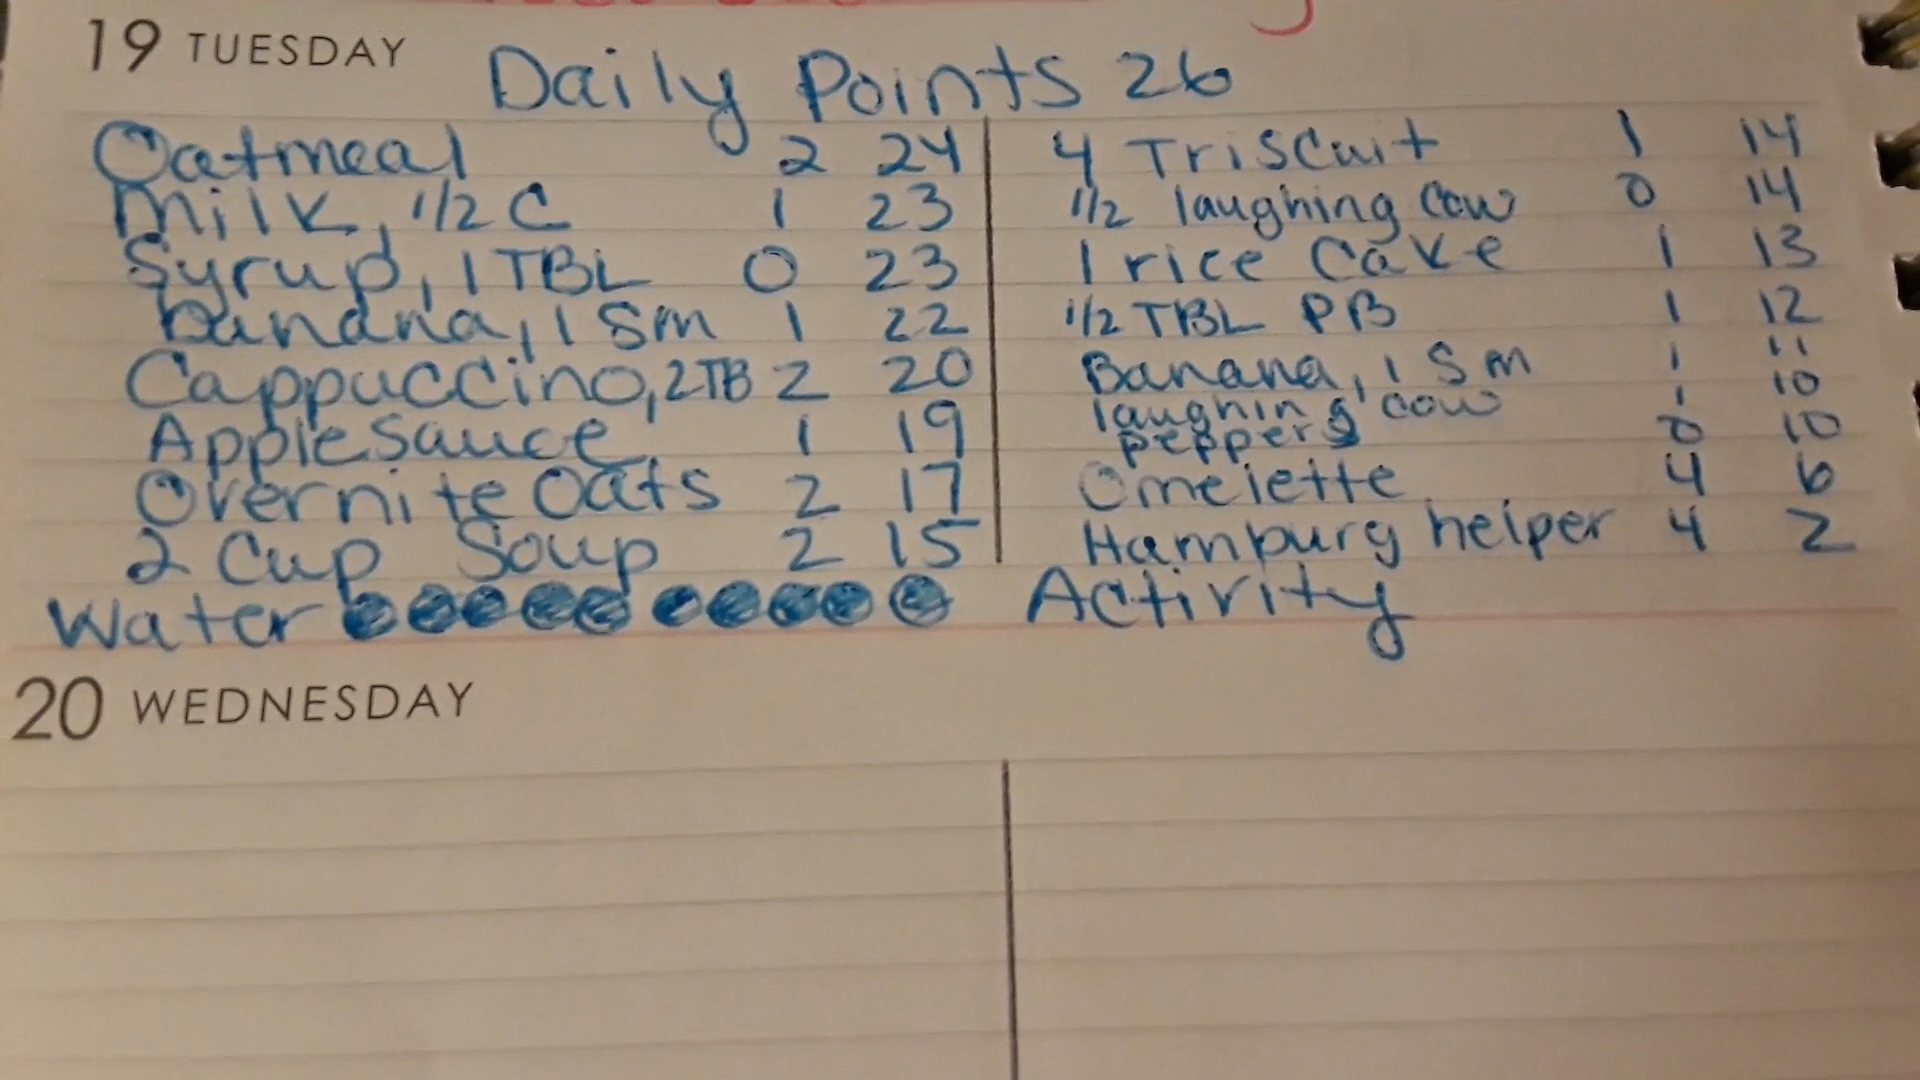 19 TUESDAY
Daily Points 26
Oatmeal 2 24
Milk, 1/2 C 1 23
Syrup, 1 TBL 0 23
banana, 1 Sm 1 22
Cappuccino, 2 TB 2 20
Applesauce 1 19
Overnite Oats 2 17
2 Cup Soup 2 15
4 Triscuit 1 14
1/2 laughing Cow 0 14
1 rice Cake 1 13
1/2 TBL PB 1 12
Banana, 1 Sm 1 11
laughing cow 1 10
peppers 0 10
Omelette 4 6
Hamburg helper 4 2
Water
Activity
20 WEDNESDAY